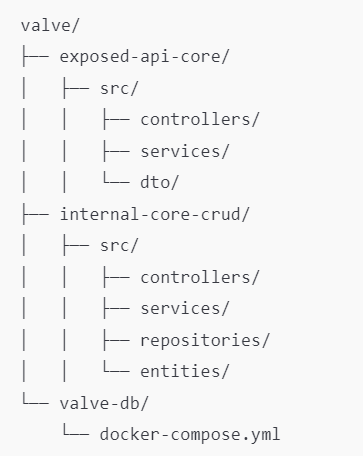 valve/
├── exposed-api-core/
│   ├── src/
│   │   ├── controllers/
│   │   ├── services/
│   │   └── dto/
├── internal-core-crud/
│   ├── src/
│   │   ├── controllers/
│   │   ├── services/
│   │   ├── repositories/
│   │   └── entities/
└── valve-db/
    └── docker-compose.yml